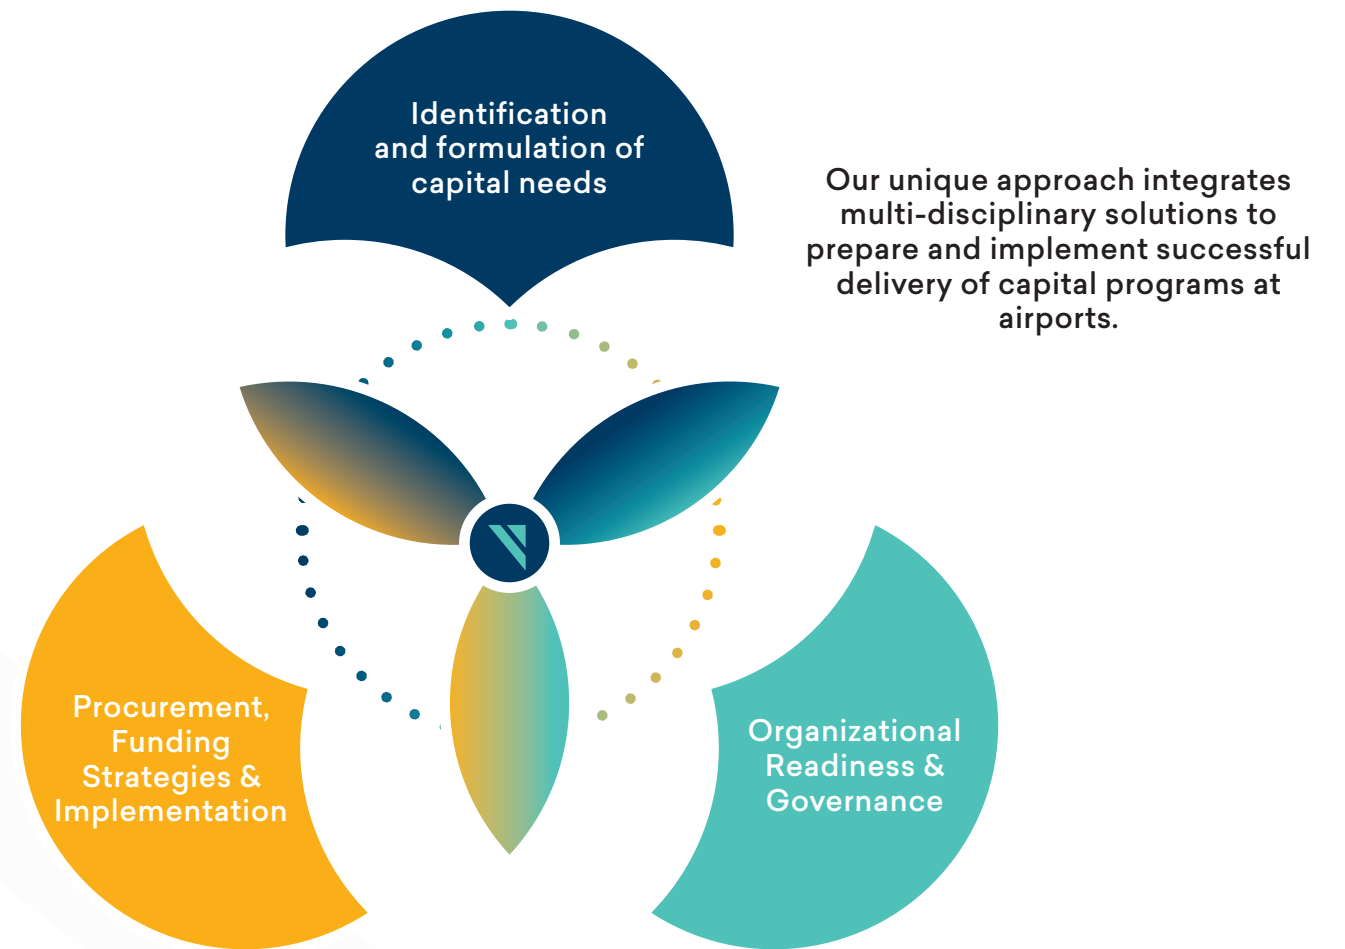 Identification
and formulation of
capital needs
Our unique approach integrates
multi-disciplinary solutions to
prepare and implement successful
delivery of capital programs at
airports.
Procurement,
Funding
Strategies &
Implementation
Organizational
Readiness &
Governance